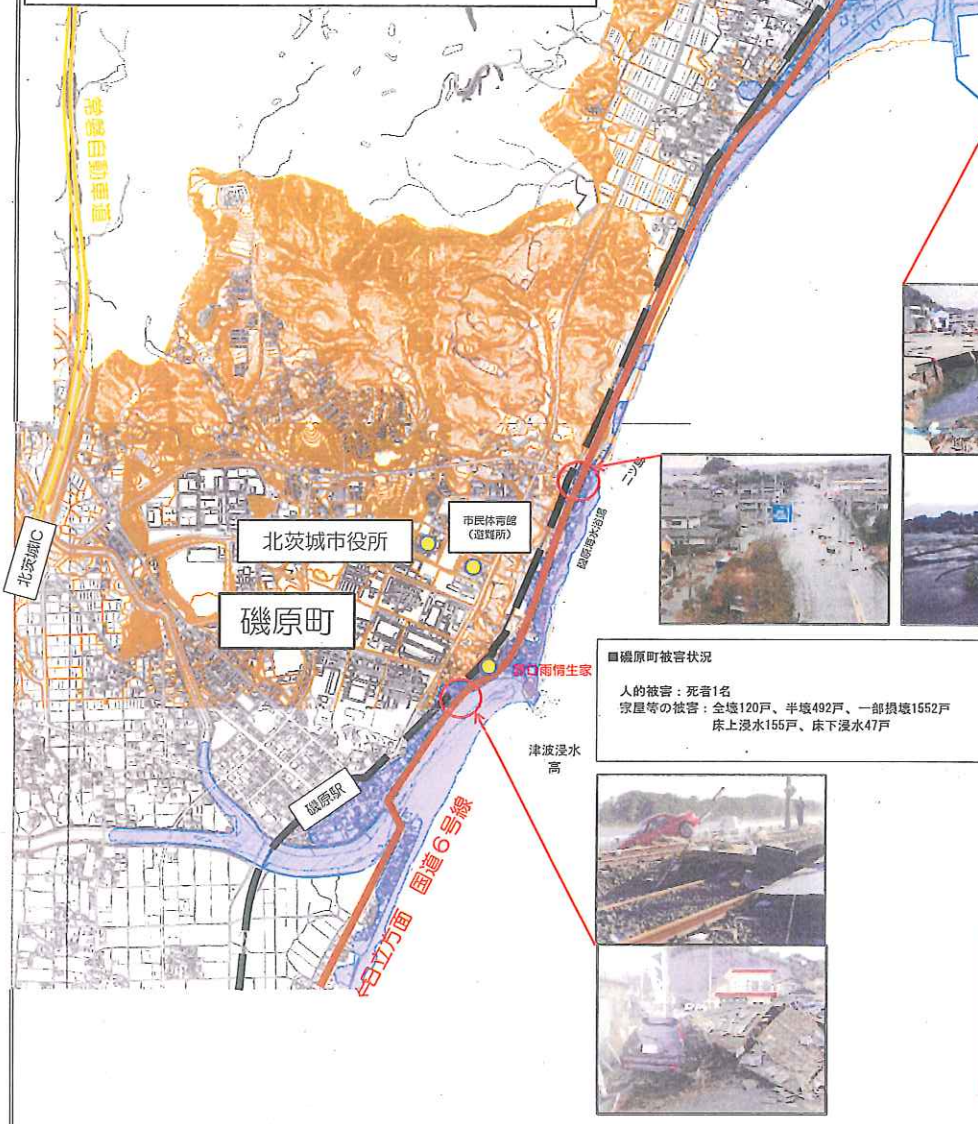 常磐自動車道
北茨城IC
北茨城市役所
市民体育館
(避難所)
磯原町
二ツ島
磯原海水浴場
野口雨情生家
津波浸水
高
磯原駅
国道6号線
⇐日立方面
■磯原町被害状況
人的被害：死者1名
家屋等の被害：全壊120戸、半壊492戸、一部損壊1552戸
床上浸水155戸、床下浸水47戸